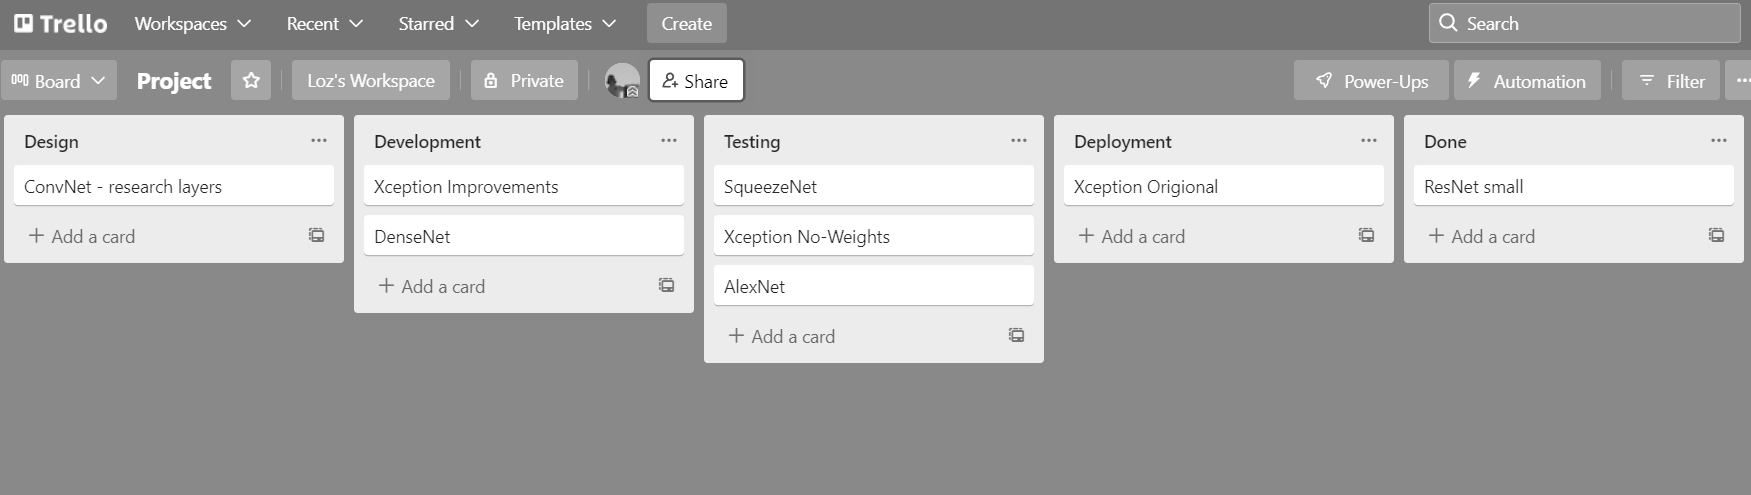 Trello Workspaces Recent Starred Templates Create Search
Board Project Loz's Workspace Private Share Power-Ups Automation Filter
Design
ConvNet - research layers
+ Add a card
Development
Xception Improvements
DenseNet
+ Add a card
Testing
SqueezeNet
Xception No-Weights
AlexNet
+ Add a card
Deployment
Xception Origional
+ Add a card
Done
ResNet small
+ Add a card